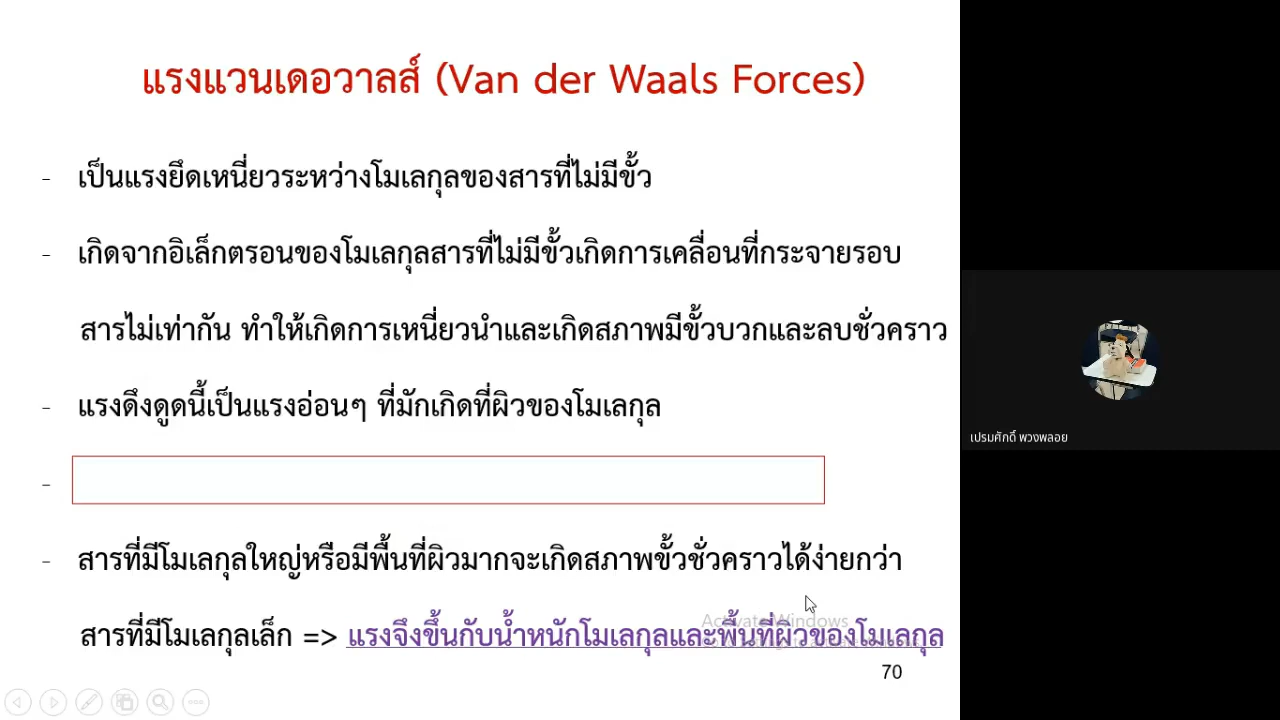 แรงแวนเดอวาลส์ (Van der Waals Forces)
- เป็นแรงยึดเหนี่ยวระหว่างโมเลกุลของสารที่ไม่มีขั้ว
- เกิดจากอิเล็กตรอนของโมเลกุลสารที่ไม่มีขั้วเกิดการเคลื่อนที่กระจายรอบ
สารไม่เท่ากัน ทำให้เกิดการเหนี่ยวนำและเกิดสภาพมีขั้วบวกและลบชั่วคราว
- แรงดึงดูดนี้เป็นแรงอ่อนๆ ที่มักเกิดที่ผิวของโมเลกุล
-
- สารที่มีโมเลกุลใหญ่หรือมีพื้นที่ผิวมากจะเกิดสภาพขั้วชั่วคราวได้ง่ายกว่า
สารที่มีโมเลกุลเล็ก => แรงจึงขึ้นกับน้ำหนักโมเลกุลและพื้นที่ผิวของโมเลกุล
Activate Windows
70
เปรมศักดิ์ พวงพลอย